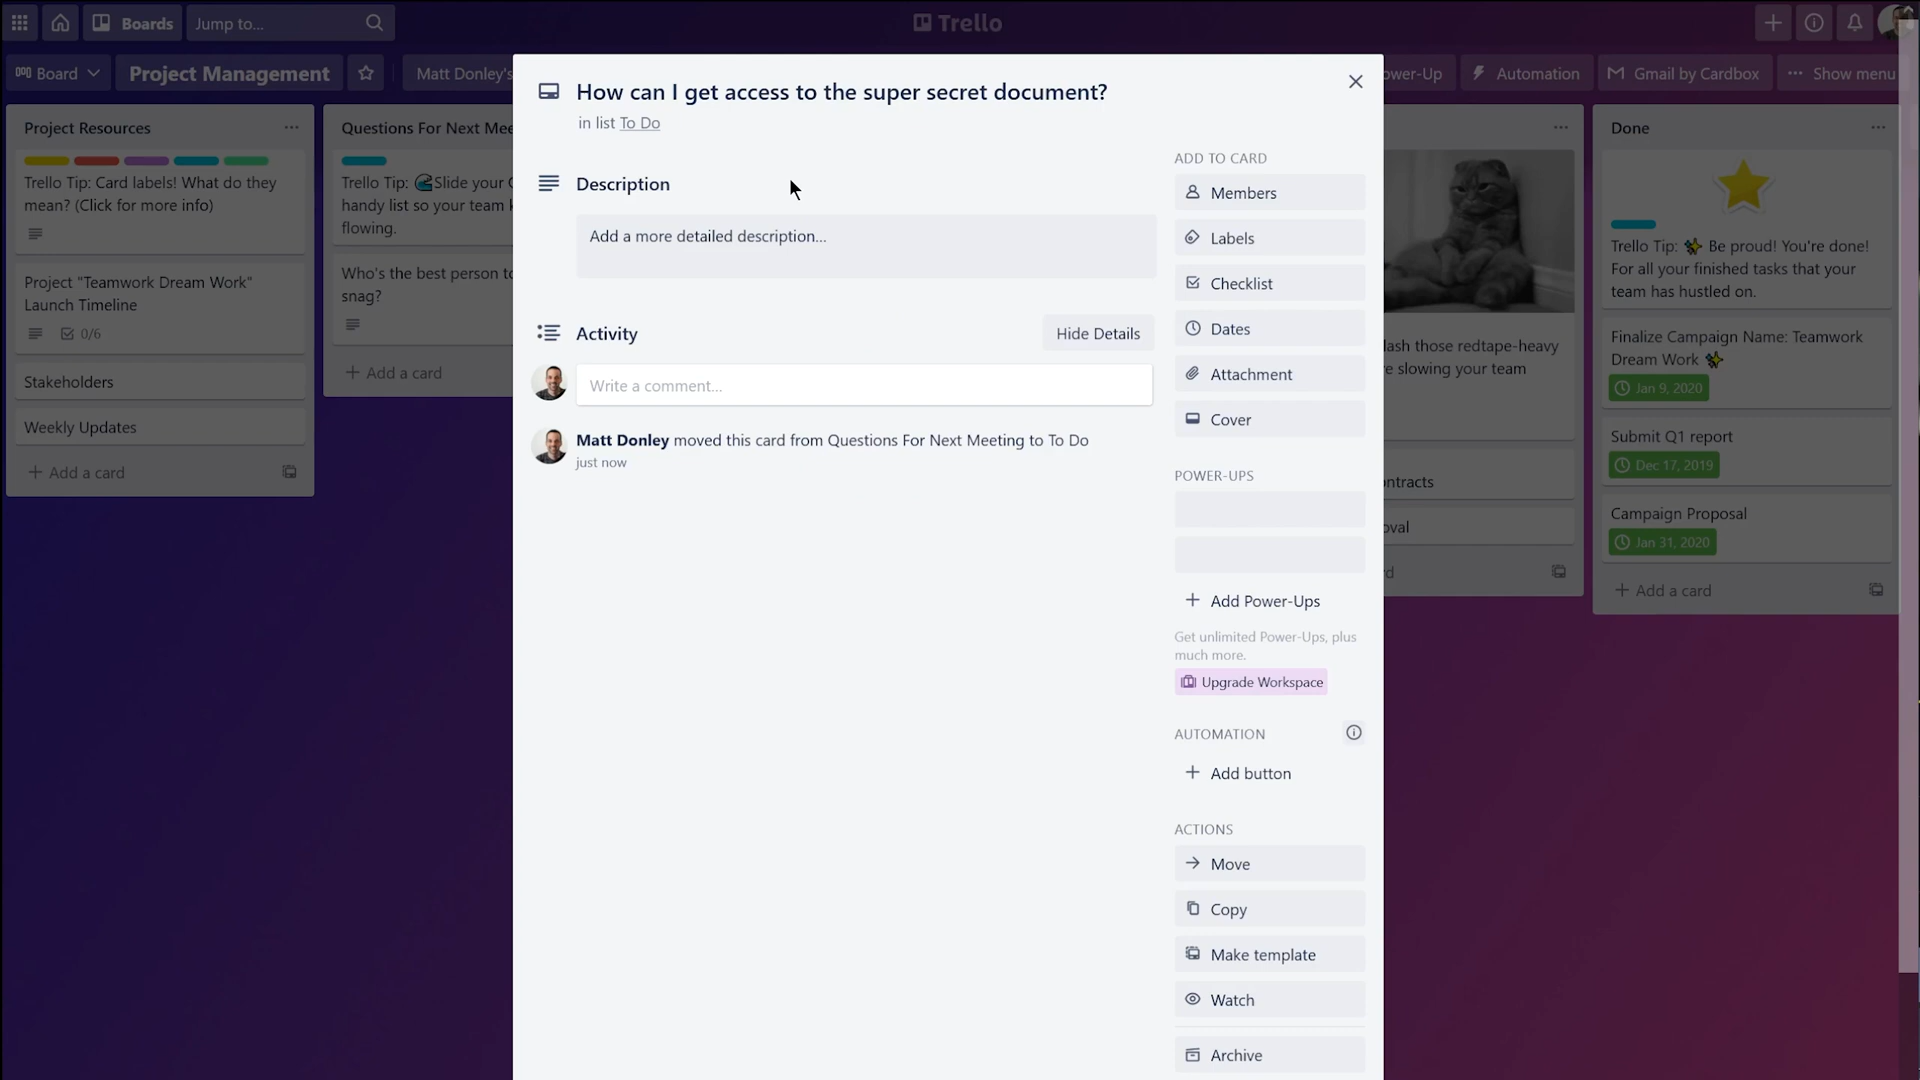 Boards
Jump to...
Trello
Board
Project Management
Matt Donley's
ower-Up
Automation
Gmail by Cardbox
Show menu
Project Resources
Trello Tip: Card labels! What do they
mean? (Click for more info)
Project "Teamwork Dream Work"
Launch Timeline
0/6
Stakeholders
Weekly Updates
Add a card
Questions For Next Mee
Trello Tip: 🌊Slide your
handy list so your team k
flowing.
Who's the best person to
snag?
Add a card
How can I get access to the super secret document?
in list To Do
Description
Add a more detailed description...
Activity
Hide Details
Write a comment...
Matt Donley moved this card from Questions For Next Meeting to To Do
just now
ADD TO CARD
Members
Labels
Checklist
Dates
Attachment
Cover
POWER-UPS
Add Power-Ups
Get unlimited Power-Ups, plus
much more.
Upgrade Workspace
AUTOMATION
Add button
ACTIONS
Move
Copy
Make template
Watch
Archive
lash those redtape-heavy
e slowing your team
ontracts
oval
Done
Trello Tip: ✨ Be proud! You're done!
For all your finished tasks that your
team has hustled on.
Finalize Campaign Name: Teamwork
Dream Work ✨
Jan 9, 2020
Submit Q1 report
Dec 17, 2019
Campaign Proposal
Jan 31, 2020
Add a card